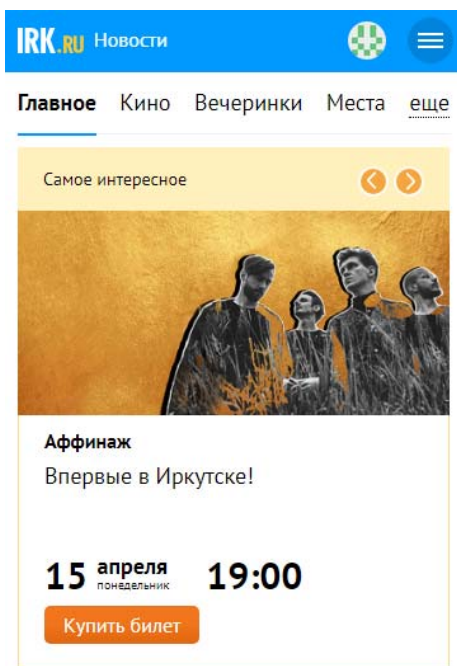 IRK.RU Новости
Главное Кино Вечеринки Места еще
Самое интересное
Аффинаж
Впервые в Иркутске!
15 апреля понедельник 19:00
Купить билет